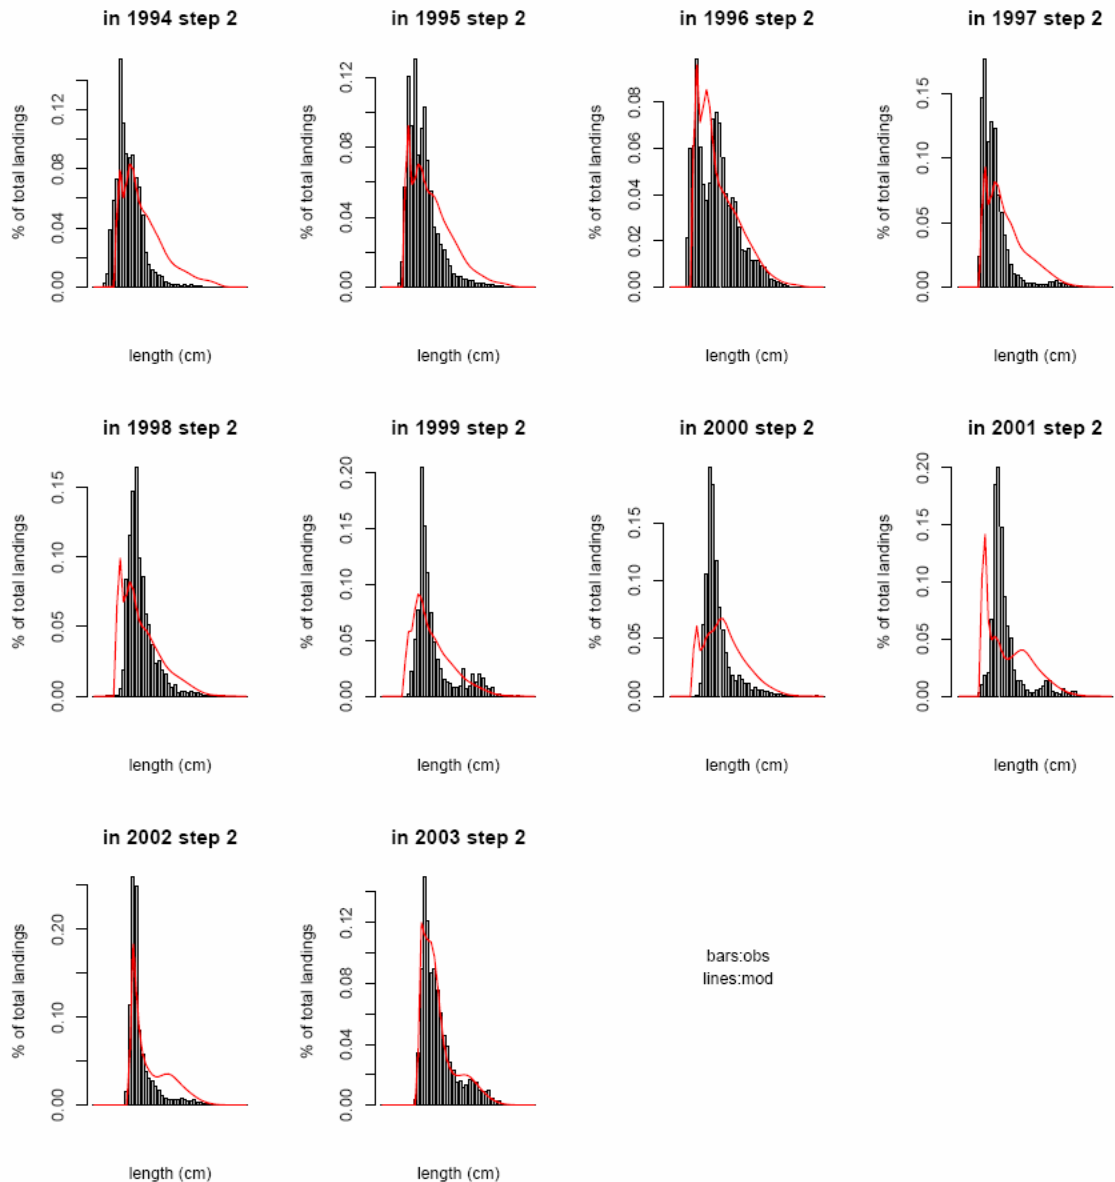 in 1994 step 2
% of total landings
0.00 0.04 0.08 0.12
length (cm)
in 1995 step 2
% of total landings
0.00 0.04 0.08 0.12
length (cm)
in 1996 step 2
% of total landings
0.00 0.02 0.04 0.06 0.08
length (cm)
in 1997 step 2
% of total landings
0.00 0.05 0.10 0.15
length (cm)
in 1998 step 2
% of total landings
0.00 0.05 0.10 0.15
length (cm)
in 1999 step 2
% of total landings
0.00 0.05 0.10 0.15 0.20
length (cm)
in 2000 step 2
% of total landings
0.00 0.05 0.10 0.15
length (cm)
in 2001 step 2
% of total landings
0.00 0.05 0.10 0.15 0.20
length (cm)
in 2002 step 2
% of total landings
0.00 0.10 0.20
length (cm)
in 2003 step 2
% of total landings
0.00 0.04 0.08 0.12
length (cm)
bars:obs
lines:mod